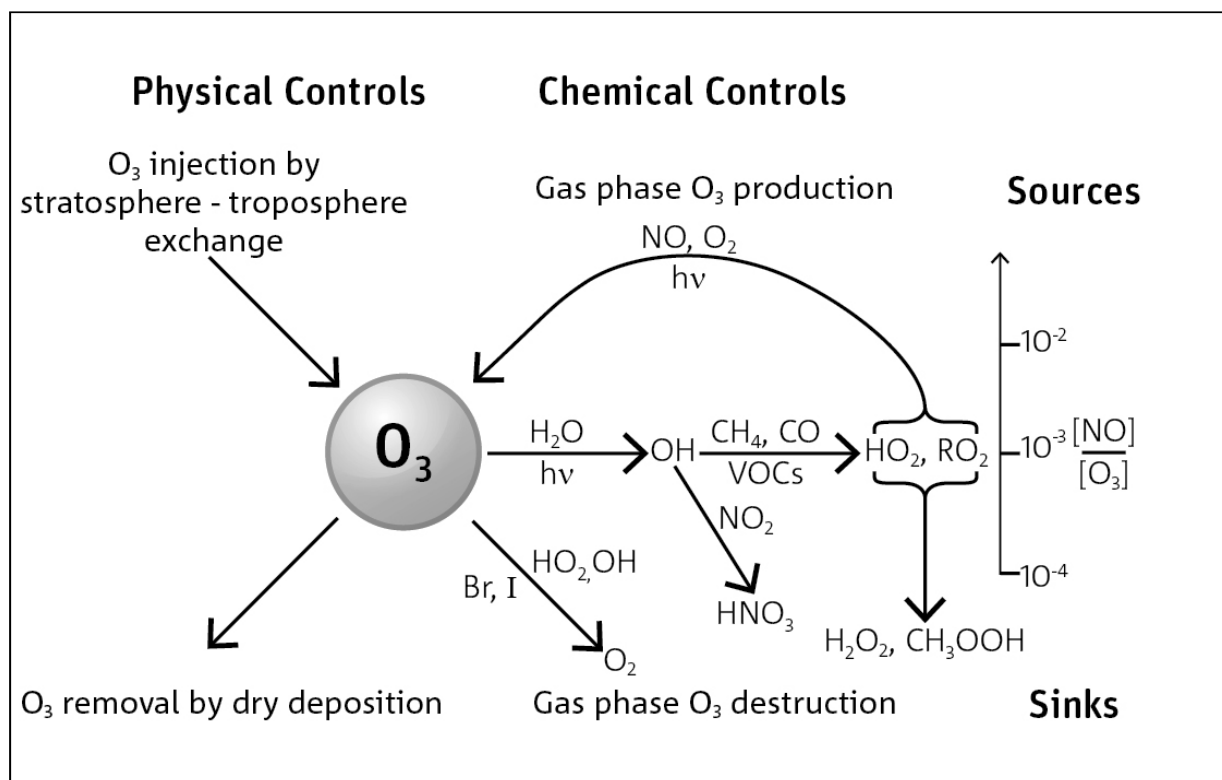 Physical Controls
Chemical Controls
O₃ injection by
stratosphere - troposphere
exchange
Gas phase O₃ production
NO, O₂
hν
Sources
10⁻²
O₃
H₂O
hν
OH
CH₄, CO
VOCs
HO₂, RO₂
10⁻³
[NO]
[O₃]
NO₂
HO₂,OH
Br, I
10⁻⁴
HNO₃
H₂O₂, CH₃OOH
O₂
O₃ removal by dry deposition
Gas phase O₃ destruction
Sinks